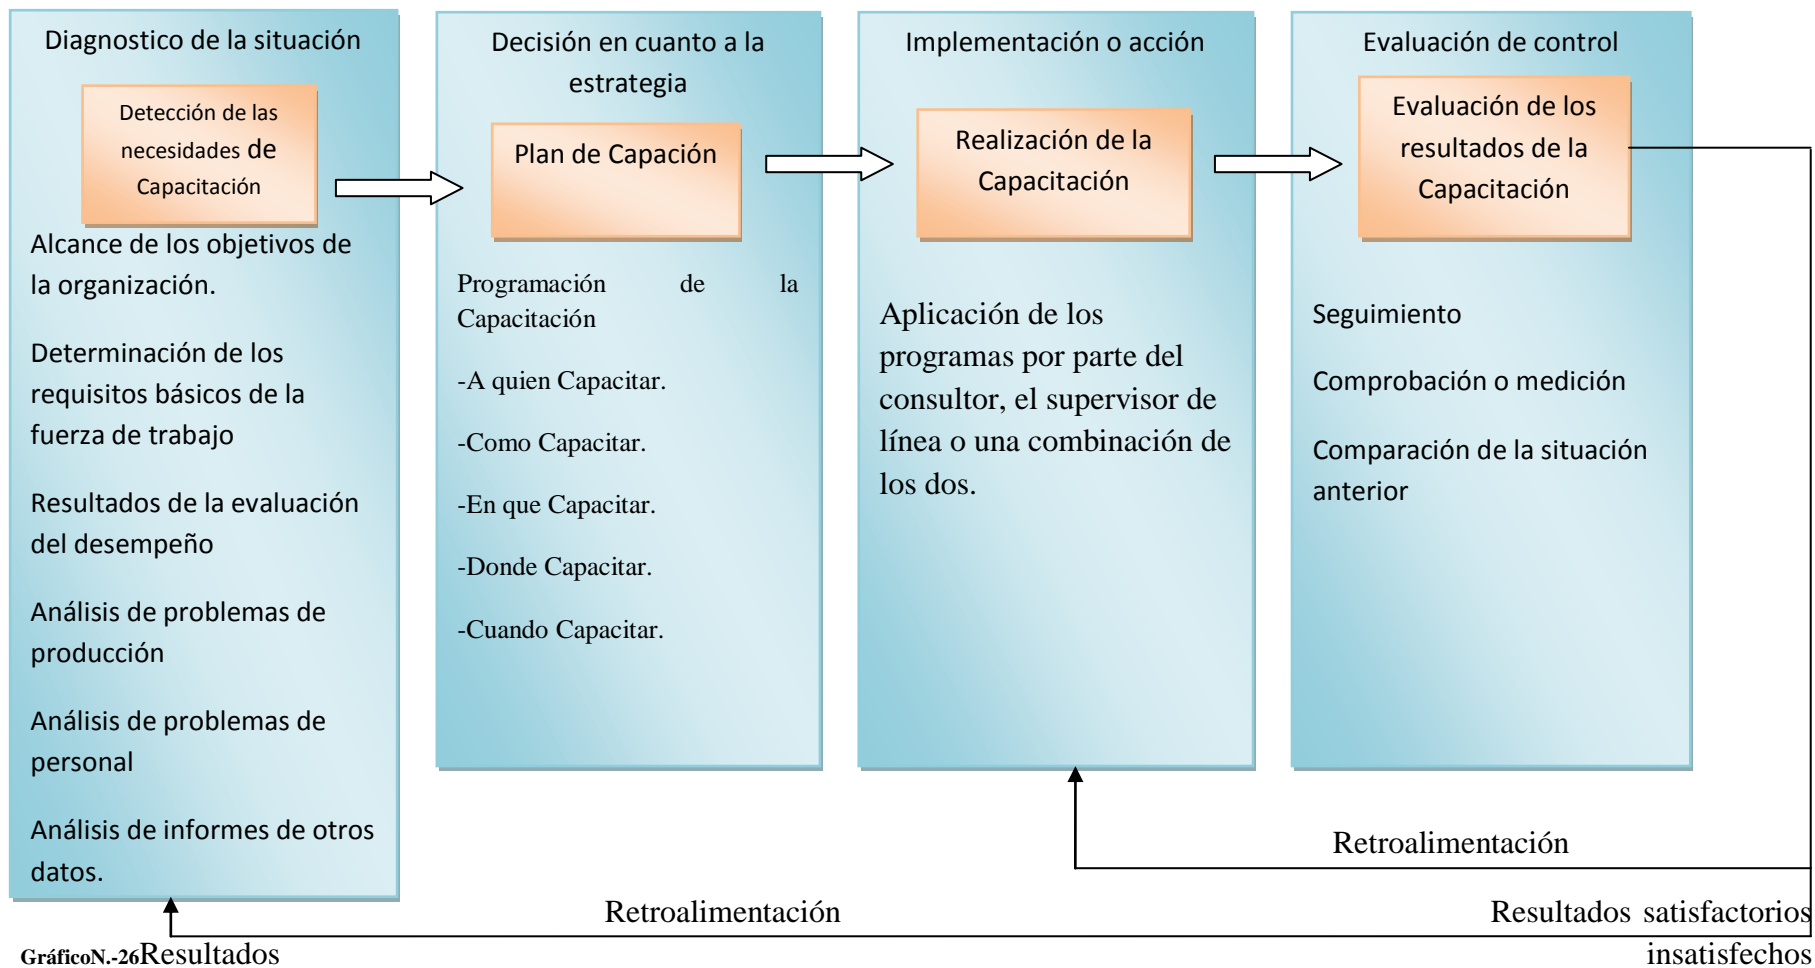 Diagnostico de la situación
Detección de las
necesidades de
Capacitación
Alcance de los objetivos de
la organización.
Determinación de los
requisitos básicos de la
fuerza de trabajo
Resultados de la evaluación
del desempeño
Análisis de problemas de
producción
Análisis de problemas de
personal
Análisis de informes de otros
datos.
Decisión en cuanto a la
estrategia
Plan de Capación
Programación de la
Capacitación
-A quien Capacitar.
-Como Capacitar.
-En que Capacitar.
-Donde Capacitar.
-Cuando Capacitar.
Implementación o acción
Realización de la
Capacitación
Aplicación de los
programas por parte del
consultor, el supervisor de
línea o una combinación de
los dos.
Evaluación de control
Evaluación de los
resultados de la
Capacitación
Seguimiento
Comprobación o medición
Comparación de la situación
anterior
Retroalimentación
Retroalimentación
Resultados satisfactorios
GráficoN.-26Resultados
insatisfechos